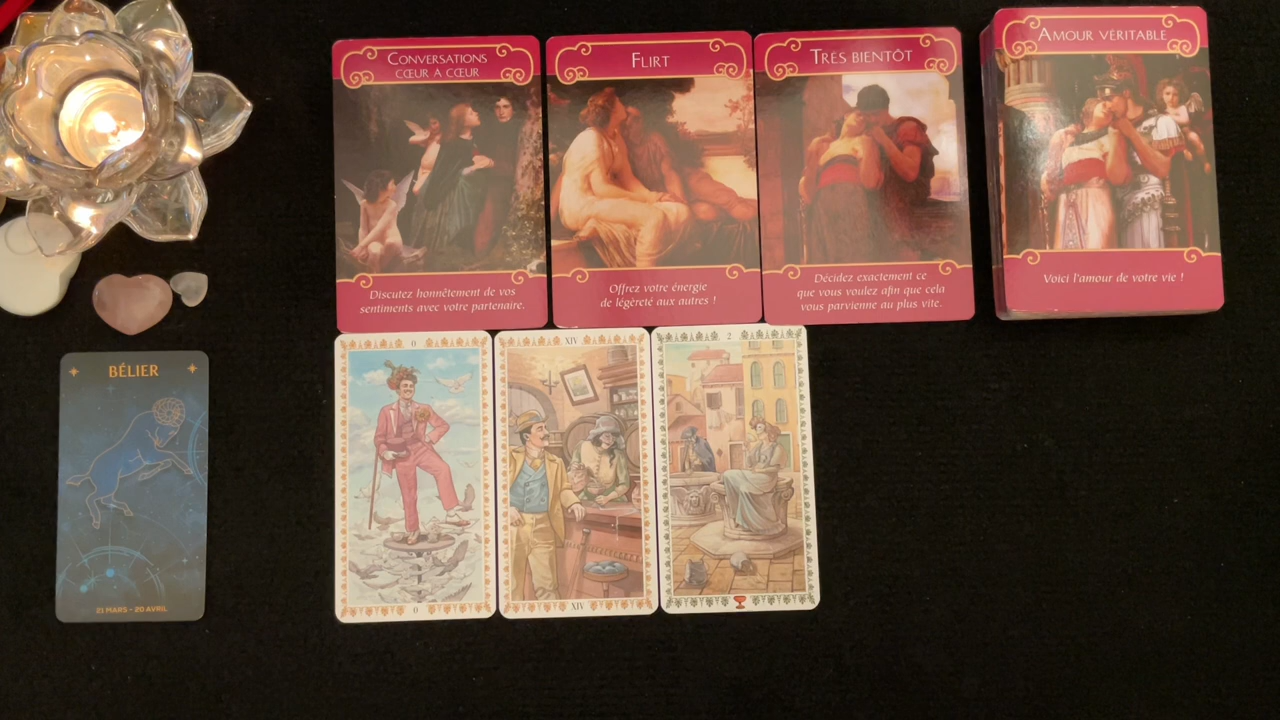 CONVERSATIONS
CŒUR A CŒUR
Discutez honnêtement de vos
sentiments avec votre partenaire.
FLIRT
Offrez votre énergie
de légèreté aux autres !
TRÈS BIENTÔT
Décidez exactement ce
que vous voulez afin que cela
vous parvienne au plus vite.
AMOUR VÉRITABLE
Voici l'amour de votre vie !
BÉLIER
21 MARS - 20 AVRIL
0
0
XIV
XIV
2